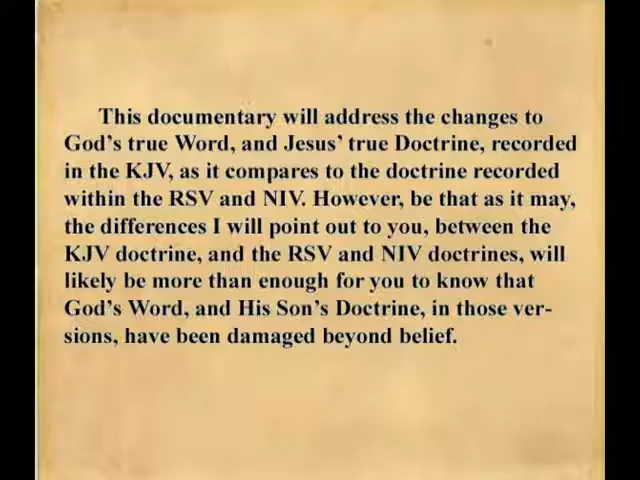 This documentary will address the changes to
God's true Word, and Jesus' true Doctrine, recorded
in the KJV, as it compares to the doctrine recorded
within the RSV and NIV. However, be that as it may,
the differences I will point out to you, between the
KJV doctrine, and the RSV and NIV doctrines, will
likely be more than enough for you to know that
God's Word, and His Son's Doctrine, in those ver-
sions, have been damaged beyond belief.